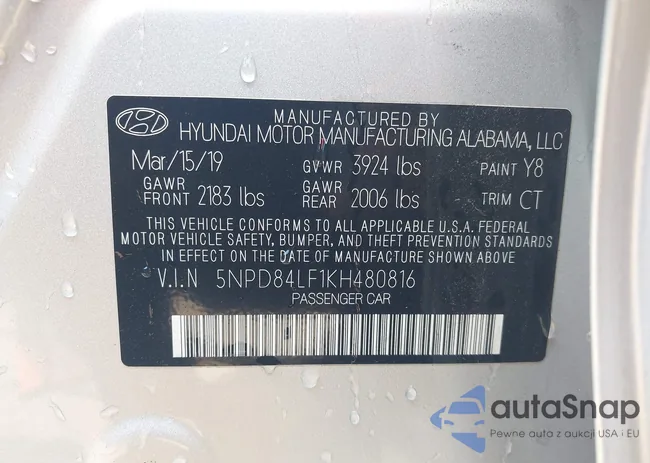 MANUFACTURED BY
HYUNDAI MOTOR MANUFACTURING ALABAMA, LLC
Mar/15/19 GVWR 3924 lbs PAINT Y8
GAWR FRONT 2183 lbs GAWR REAR 2006 lbs TRIM CT
THIS VEHICLE CONFORMS TO ALL APPLICABLE U.S.A. FEDERAL
MOTOR VEHICLE SAFETY, BUMPER, AND THEFT PREVENTION STANDARDS
IN EFFECT ON THE DATE OF MANUFACTURE SHOWN ABOVE
V.I.N 5NPD84LF1KH480816
PASSENGER CAR
autaSnap
Pewne auta z aukcji USA i EU